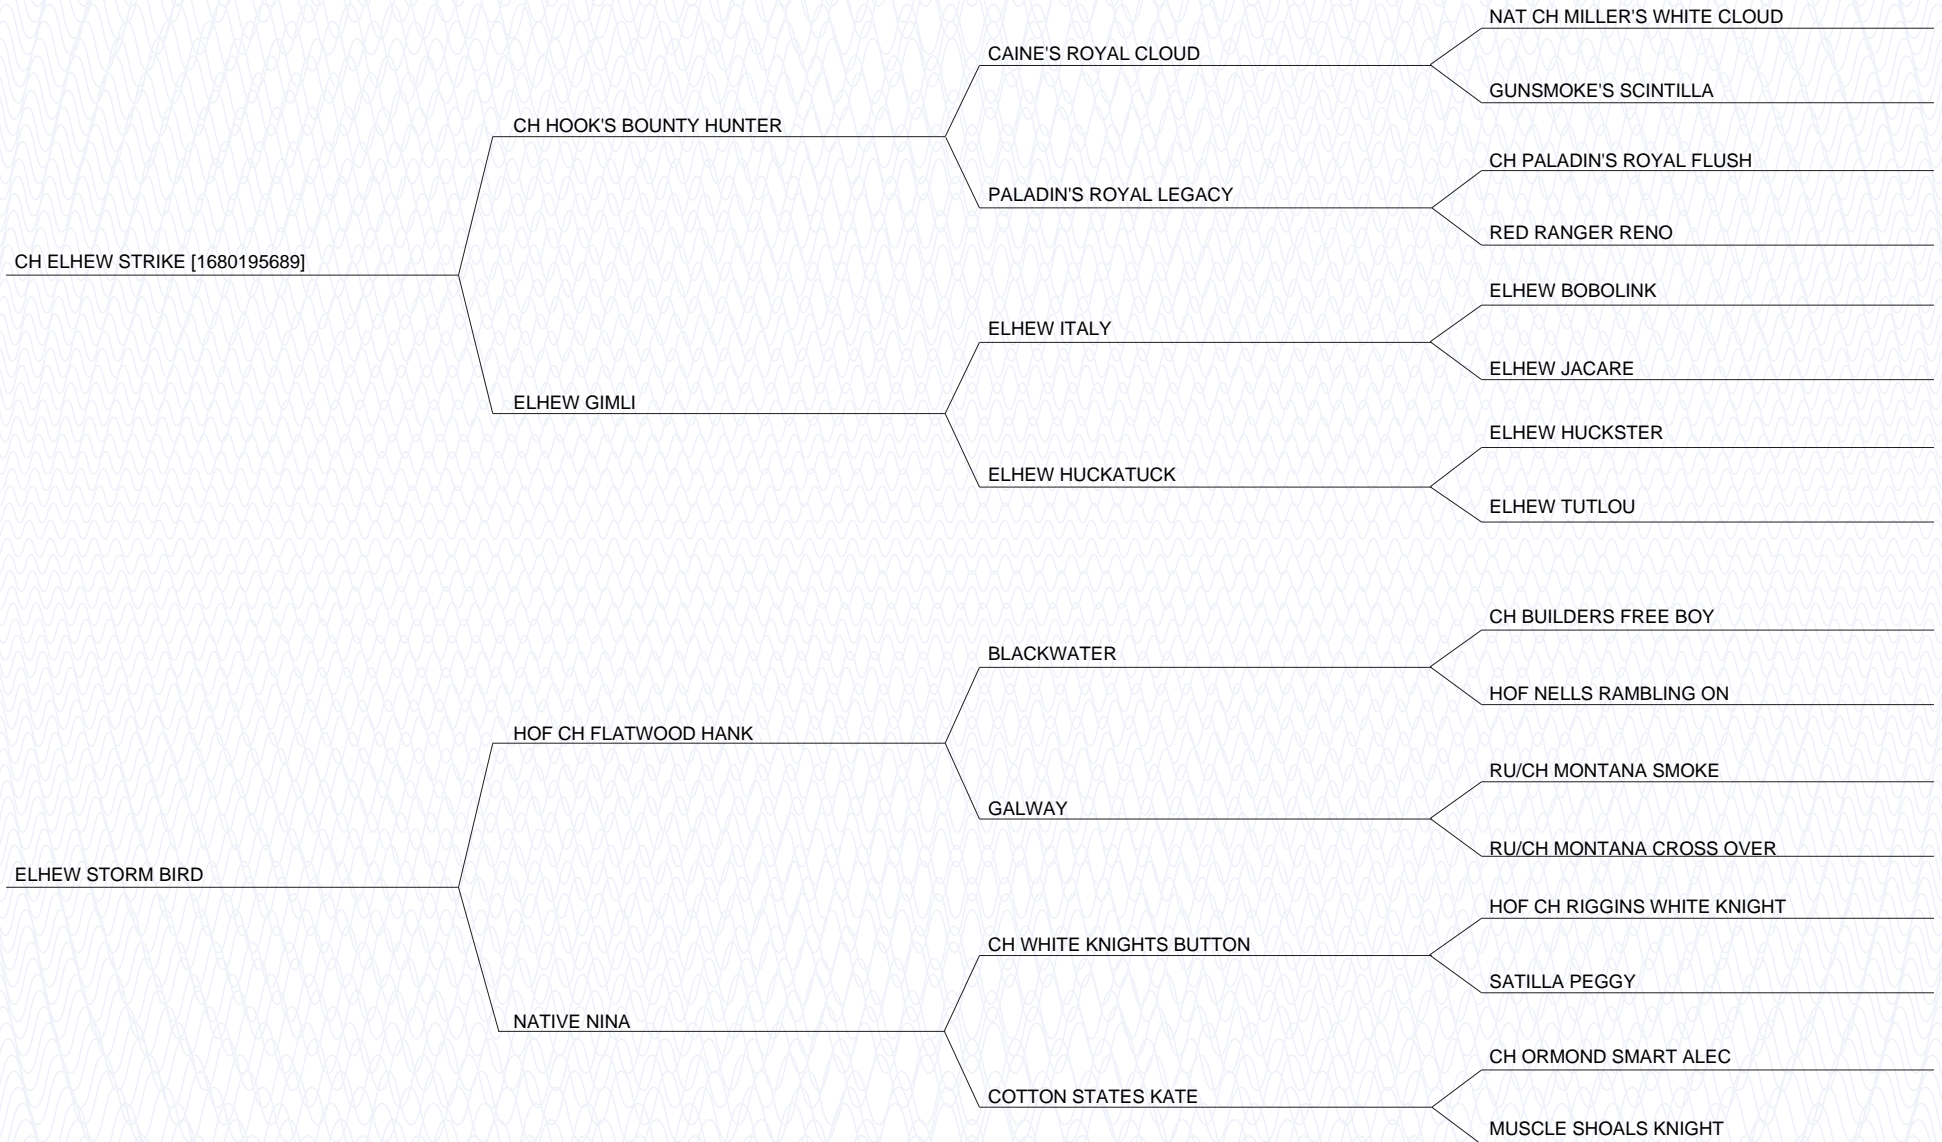 NAT CH MILLER'S WHITE CLOUD
CAINE'S ROYAL CLOUD
GUNSMOKE'S SCINTILLA
CH HOOK'S BOUNTY HUNTER
CH PALADIN'S ROYAL FLUSH
PALADIN'S ROYAL LEGACY
RED RANGER RENO
CH ELHEW STRIKE [1680195689]
ELHEW BOBOLINK
ELHEW ITALY
ELHEW JACARE
ELHEW GIMLI
ELHEW HUCKSTER
ELHEW HUCKATUCK
ELHEW TUTLOU
CH BUILDERS FREE BOY
BLACKWATER
HOF NELLS RAMBLING ON
HOF CH FLATWOOD HANK
RU/CH MONTANA SMOKE
GALWAY
RU/CH MONTANA CROSS OVER
ELHEW STORM BIRD
HOF CH RIGGINS WHITE KNIGHT
CH WHITE KNIGHTS BUTTON
SATILLA PEGGY
NATIVE NINA
CH ORMOND SMART ALEC
COTTON STATES KATE
MUSCLE SHOALS KNIGHT